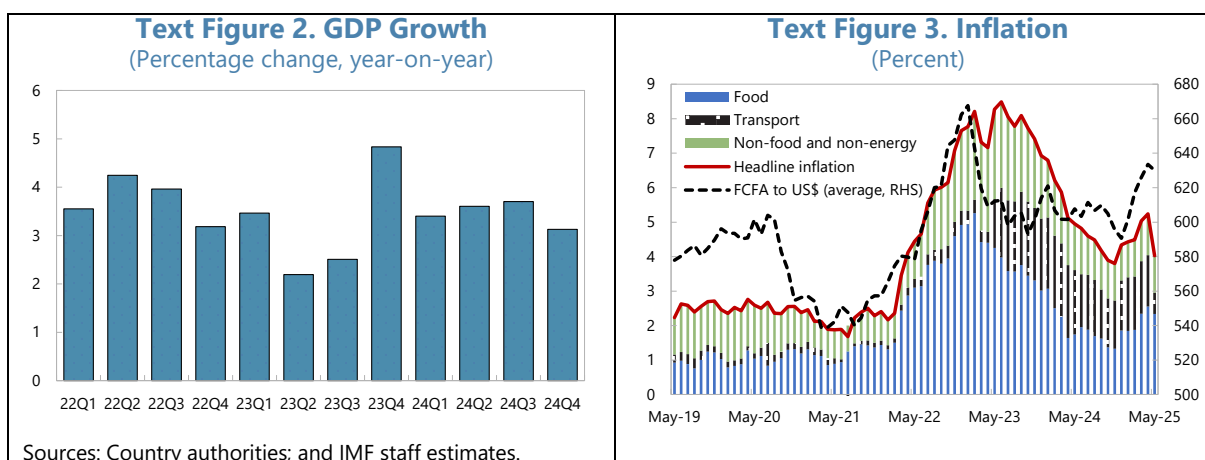 Text Figure 2. GDP Growth
(Percentage change, year-on-year)
6
5
4
3
2
1
0
22Q1 22Q2 22Q3 22Q4 23Q1 23Q2 23Q3 23Q4 24Q1 24Q2 24Q3 24Q4
Sources: Country authorities; and IMF staff estimates.
Text Figure 3. Inflation
(Percent)
9
8
7
6
5
4
3
2
1
0
Food
Transport
Non-food and non-energy
Headline inflation
FCFA to US$ (average, RHS)
680
660
640
620
600
580
560
540
520
500
May-19 May-20 May-21 May-22 May-23 May-24 May-25